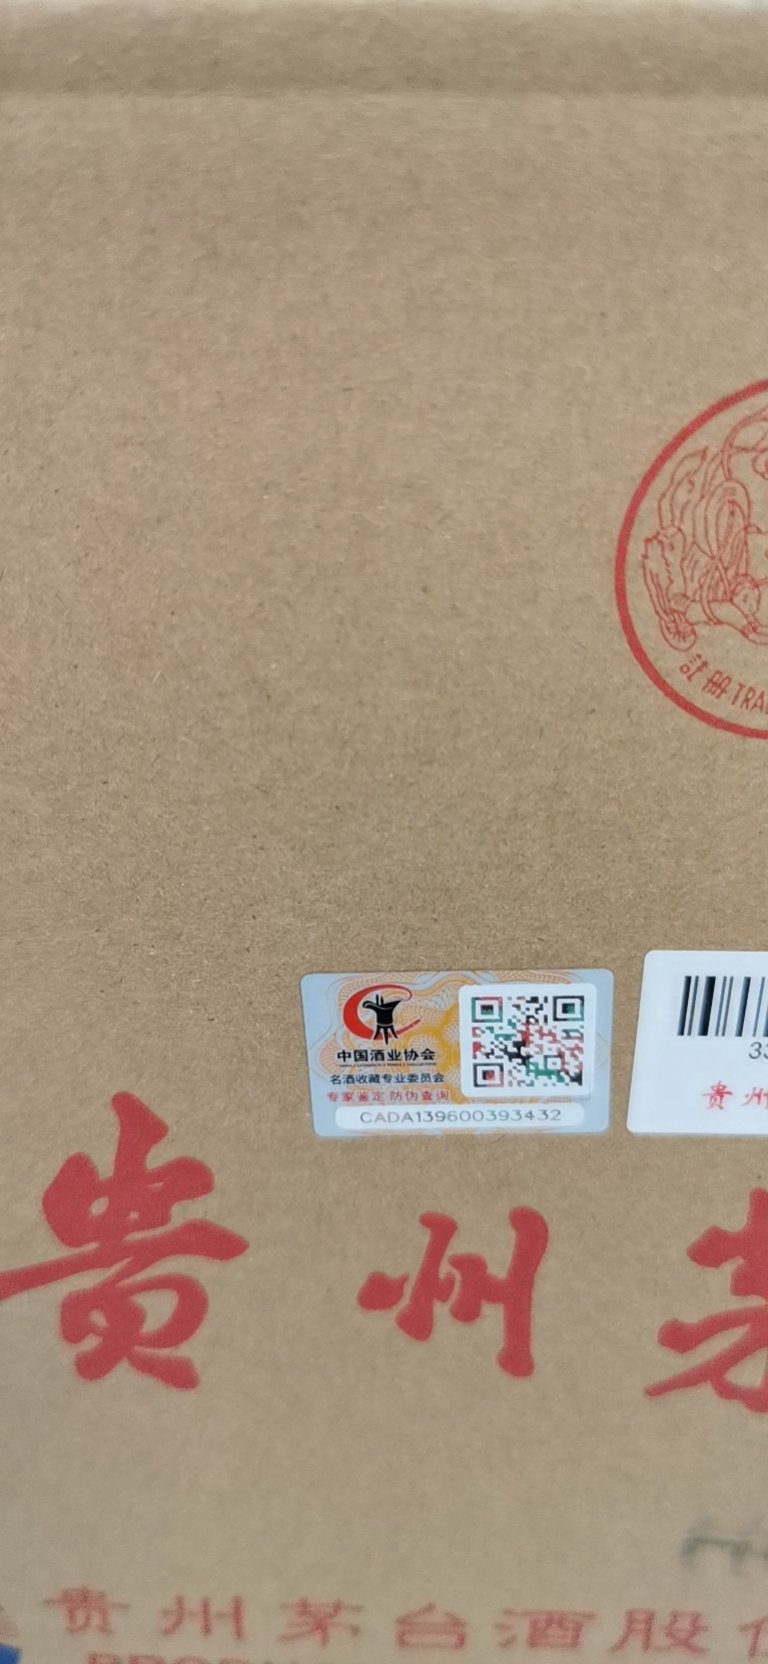 註册TRA
中国酒业协会
名酒收藏专业委员会
专家鉴定 防伪查询
CADA139600393432
33
贵州
贵州茅
贵州茅台酒股